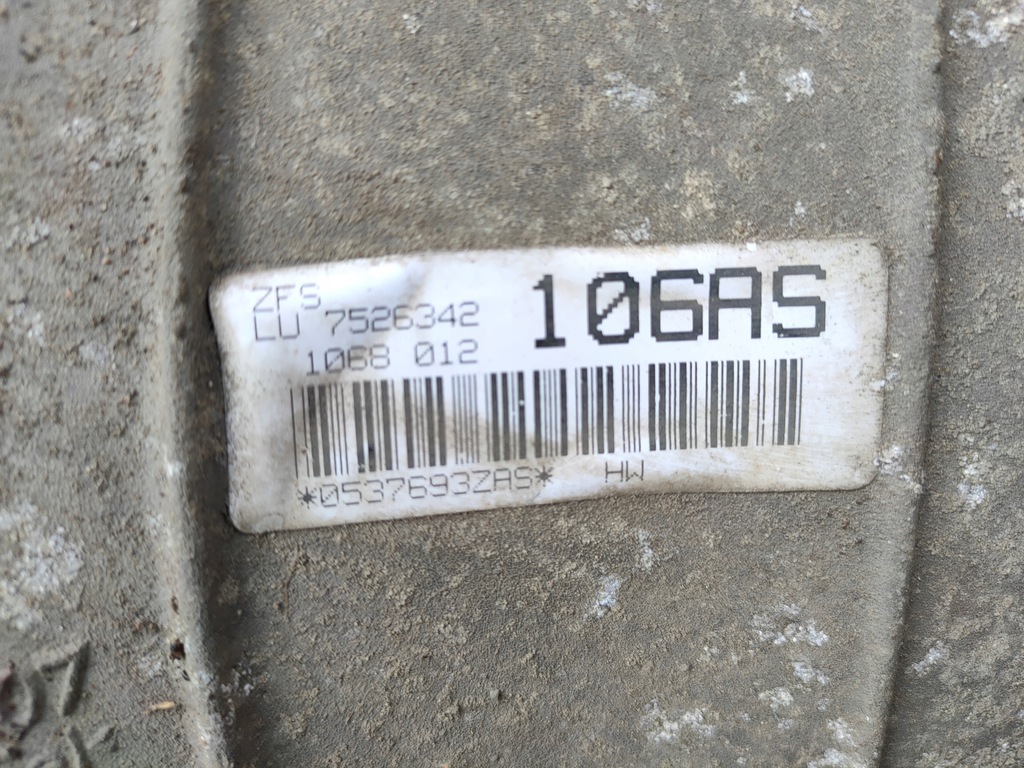 ZFS
LU 7526342
106AS
1068 012
*0537693ZAS* HW